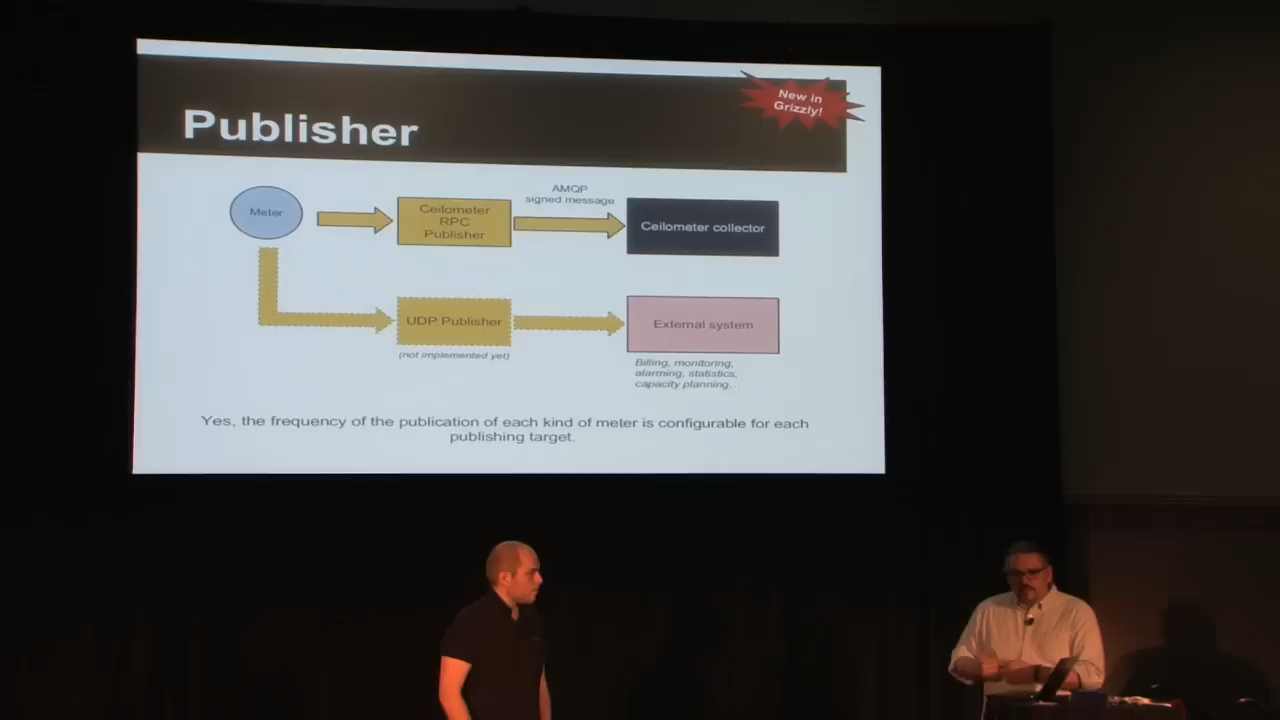 New in
Grizzly!
Publisher
Meter
Ceilometer
RPC
Publisher
AMQP
signed message
Ceilometer collector
UDP Publisher
(not implemented yet)
External system
Billing, monitoring,
alarming, statistics,
capacity planning...
Yes, the frequency of the publication of each kind of meter is configurable for each
publishing target.